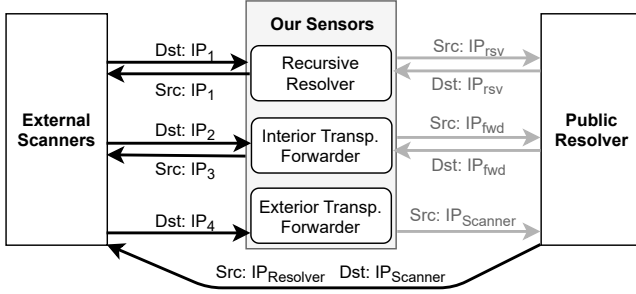 Our Sensors
External
Scanners
Dst: IP1
Src: IP1
Recursive
Resolver
Src: IPrsv
Dst: IPrsv
Public
Resolver
Dst: IP2
Src: IP3
Interior Transp.
Forwarder
Src: IPfwd
Dst: IPfwd
Dst: IP4
Exterior Transp.
Forwarder
Src: IPScanner
Src: IPResolver Dst: IPScanner